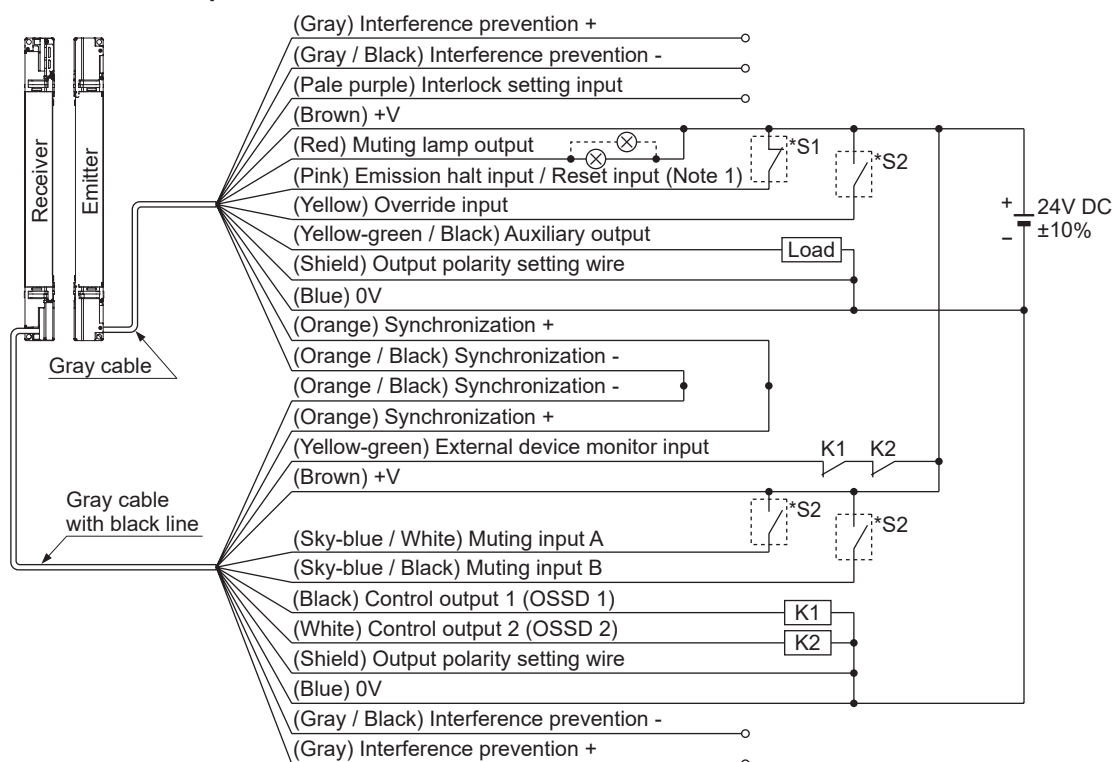 (Gray) Interference prevention +
(Gray / Black) Interference prevention -
(Pale purple) Interlock setting input
(Brown) +V
(Red) Muting lamp output
*S1
*S2
(Pink) Emission halt input / Reset input (Note 1)
(Yellow) Override input
+
24V DC
±10%
−
(Yellow-green / Black) Auxiliary output
Load
(Shield) Output polarity setting wire
(Blue) 0V
(Orange) Synchronization +
(Orange / Black) Synchronization -
Receiver
Emitter
Gray cable
(Orange / Black) Synchronization -
(Orange) Synchronization +
(Yellow-green) External device monitor input
K1 K2
(Brown) +V
Gray cable
with black line
*S2
*S2
(Sky-blue / White) Muting input A
(Sky-blue / Black) Muting input B
(Black) Control output 1 (OSSD 1)
K1
(White) Control output 2 (OSSD 2)
K2
(Shield) Output polarity setting wire
(Blue) 0V
(Gray / Black) Interference prevention -
(Gray) Interference prevention +